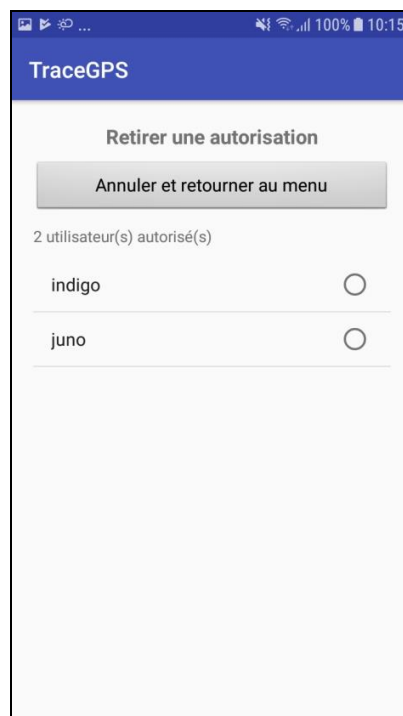 ... 100% 10:15
TraceGPS
Retirer une autorisation
Annuler et retourner au menu
2 utilisateur(s) autorisé(s)
indigo
juno